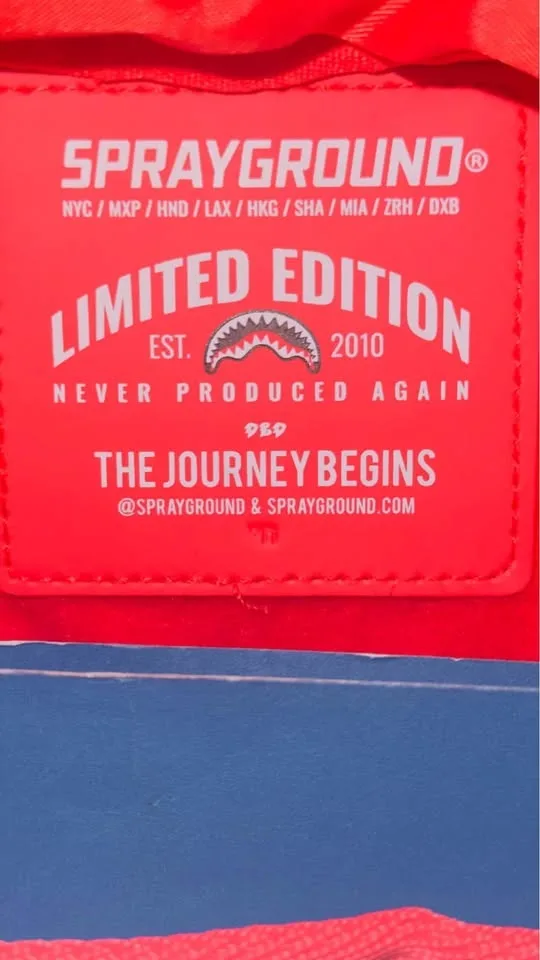 SPRAYGROUND®
NYC / MXP / HND / LAX / HKG / SHA / MIA / ZRH / DXB
LIMITED EDITION
EST. 2010
NEVER PRODUCED AGAIN
DBD
THE JOURNEY BEGINS
@SPRAYGROUND & SPRAYGROUND.COM